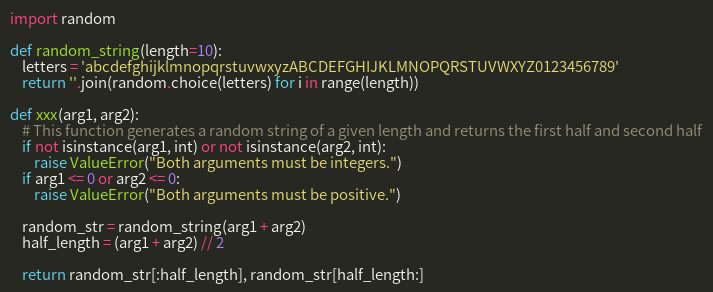 import random
def random_string(length=10):
letters = 'abcdefghijklmnopqrstuvwxyzABCDEFGHIJKLMNOPQRSTUVWXYZ0123456789'
return ''.join(random.choice(letters) for i in range(length))
def xxx(arg1, arg2):
# This function generates a random string of a given length and returns the first half and second half
if not isinstance(arg1, int) or not isinstance(arg2, int):
raise ValueError("Both arguments must be integers.")
if arg1 <= 0 or arg2 <= 0:
raise ValueError("Both arguments must be positive.")
random_str = random_string(arg1 + arg2)
half_length = (arg1 + arg2) // 2
return random_str[:half_length], random_str[half_length:]